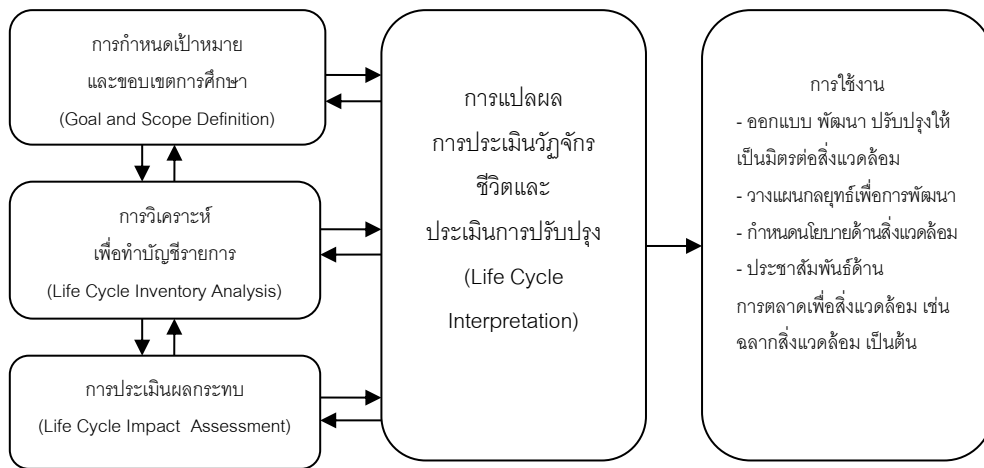 การกำหนดเป้าหมาย
และขอบเขตการศึกษา
(Goal and Scope Definition)
การวิเคราะห์
เพื่อทำบัญชีรายการ
(Life Cycle Inventory Analysis)
การประเมินผลกระทบ
(Life Cycle Impact Assessment)
การแปลผล
การประเมินวัฏจักร
ชีวิตและ
ประเมินการปรับปรุง
(Life Cycle
Interpretation)
การใช้งาน
- ออกแบบ พัฒนา ปรับปรุงให้
เป็นมิตรต่อสิ่งแวดล้อม
- วางแผนกลยุทธ์เพื่อการพัฒนา
- กำหนดนโยบายด้านสิ่งแวดล้อม
- ประชาสัมพันธ์ด้าน
การตลาดเพื่อสิ่งแวดล้อม เช่น
ฉลากสิ่งแวดล้อม เป็นต้น